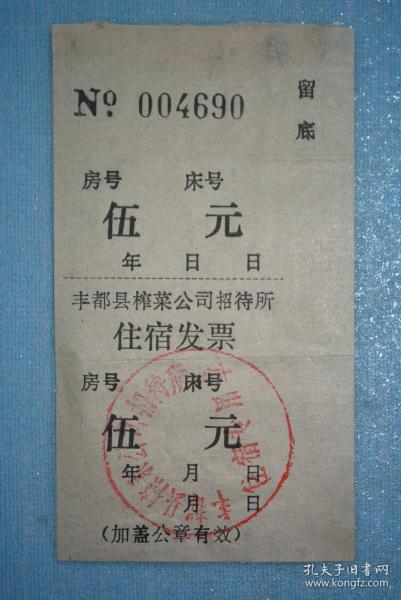 № 004690
留底
房号 床号
伍 元
年 日 日
丰都县榨菜公司招待所
住宿发票
房号 床号
伍 元
年 月 日
月 日
(加盖公章有效)
孔夫子旧书网
www.kongfz.com